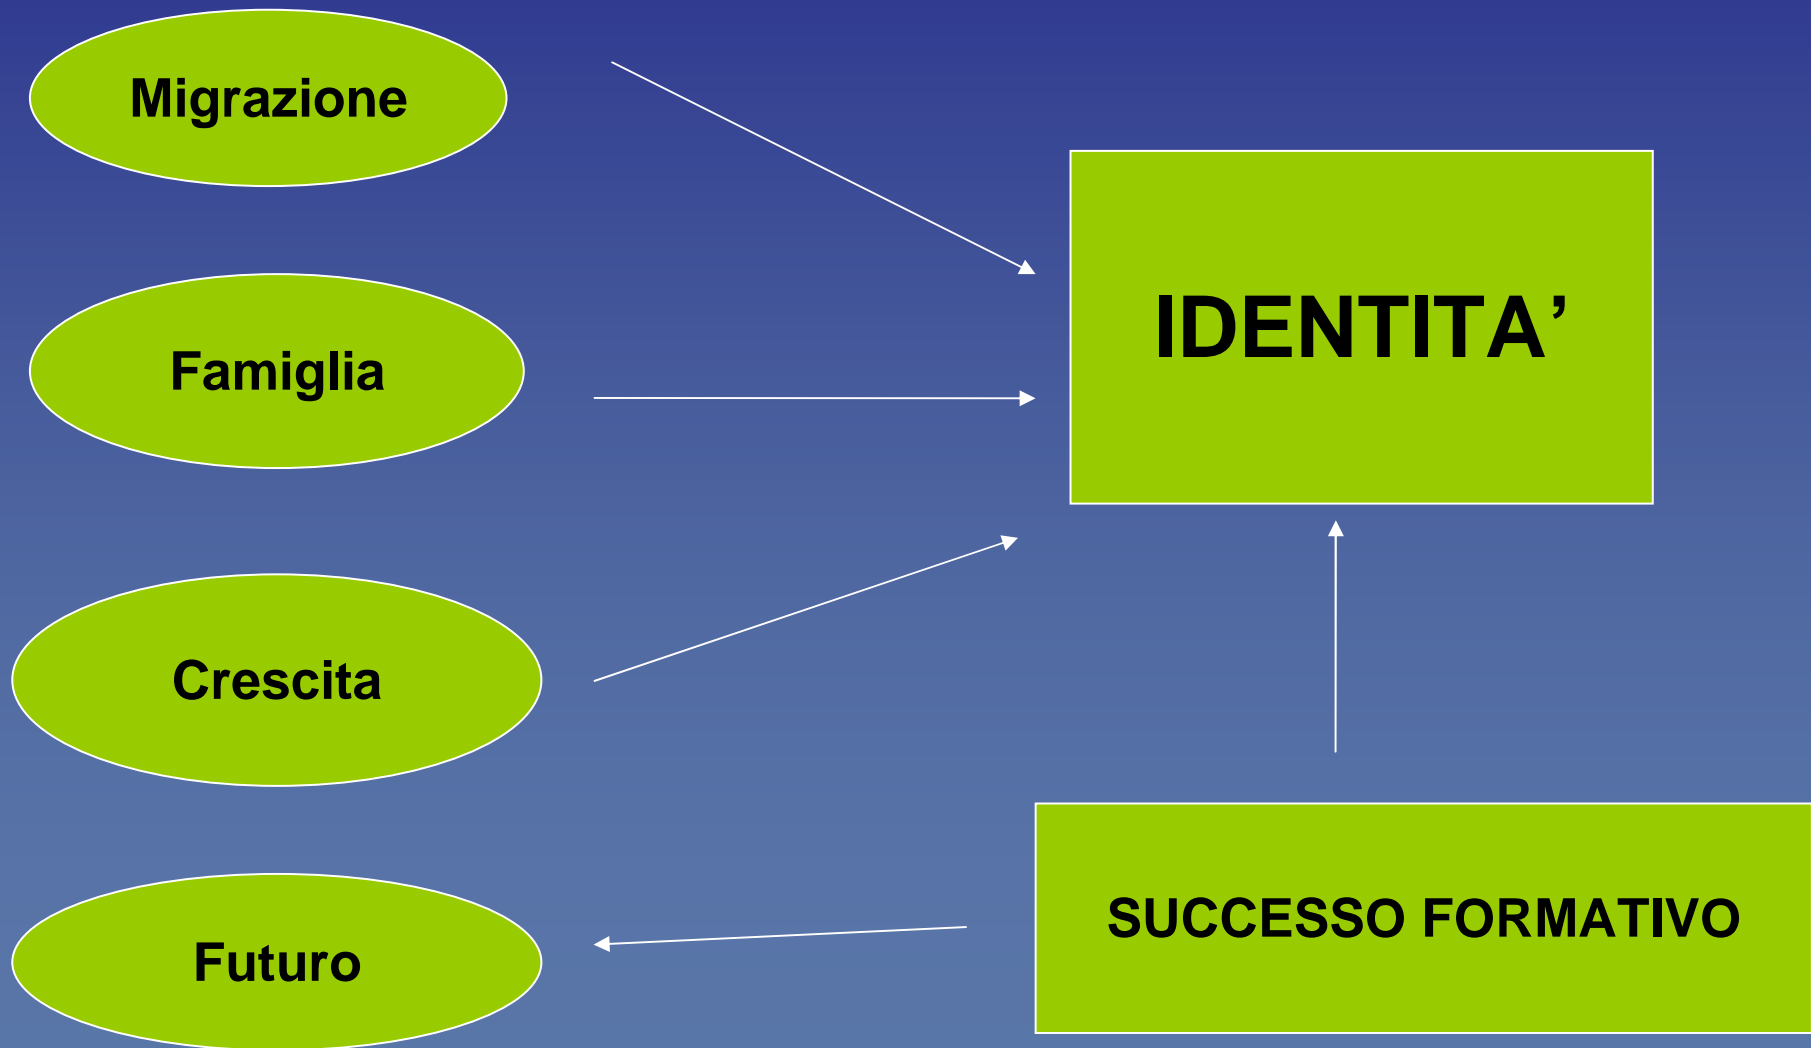 Migrazione
IDENTITA’
Famiglia
Crescita
SUCCESSO FORMATIVO
Futuro